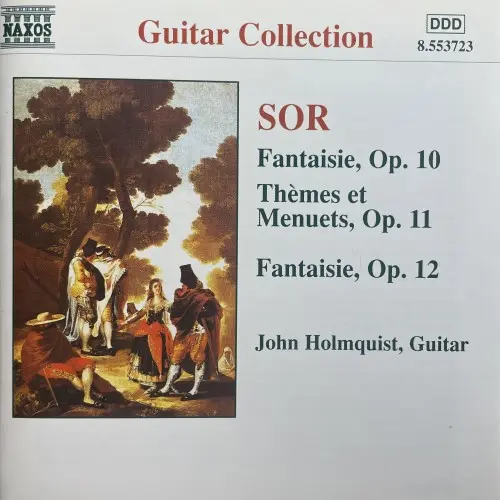 NAXOS
Guitar Collection
DDD
8.553723
SOR
Fantaisie, Op. 10
Thèmes et
Menuets, Op. 11
Fantaisie, Op. 12
John Holmquist, Guitar